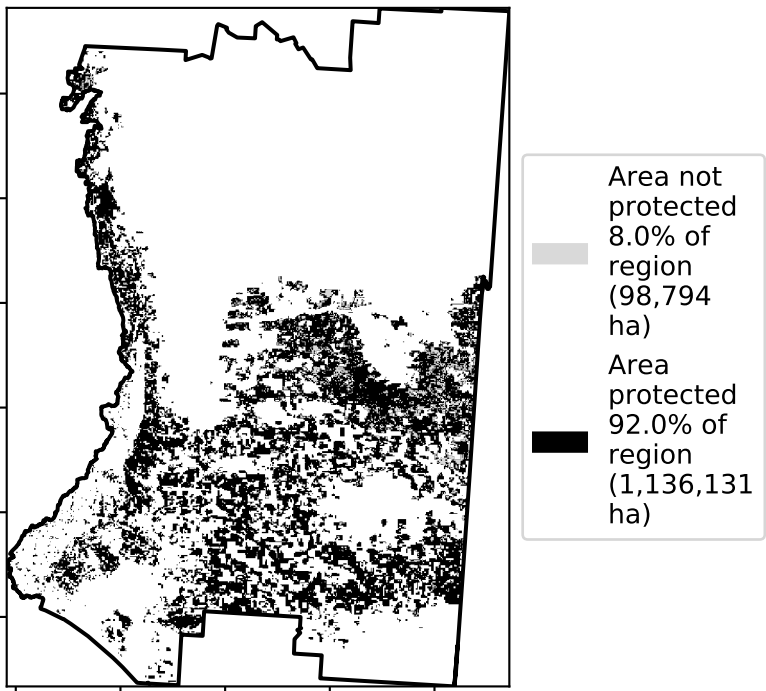 Area not
protected
8.0% of
region
(98,794
ha)
Area
protected
92.0% of
region
(1,136,131
ha)